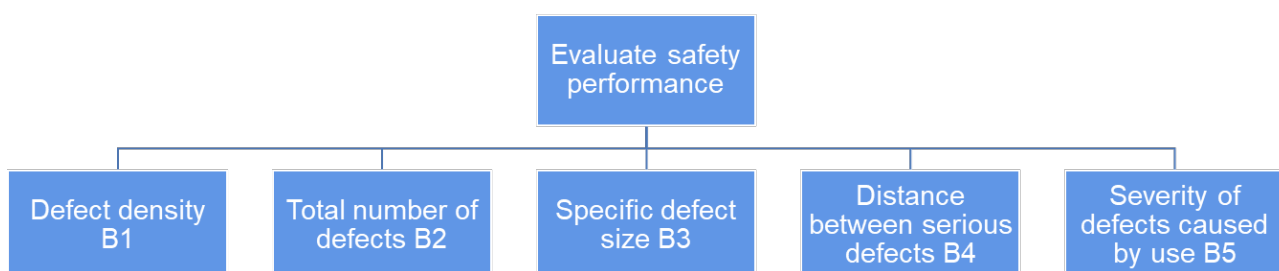 Evaluate safety
performance
Defect density
B1
Total number of
defects B2
Specific defect
size B3
Distance
between serious
defects B4
Severity of
defects caused
by use B5